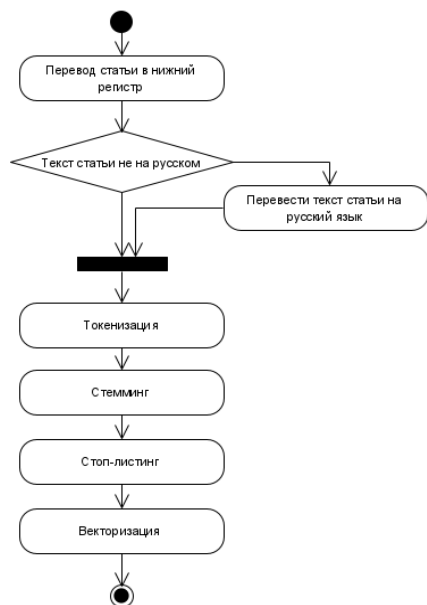 Перевод статьи в нижний
регистр
Текст статьи не на русском
Перевести текст статьи на
русский язык
Токенизация
Стемминг
Стоп-листинг
Векторизация